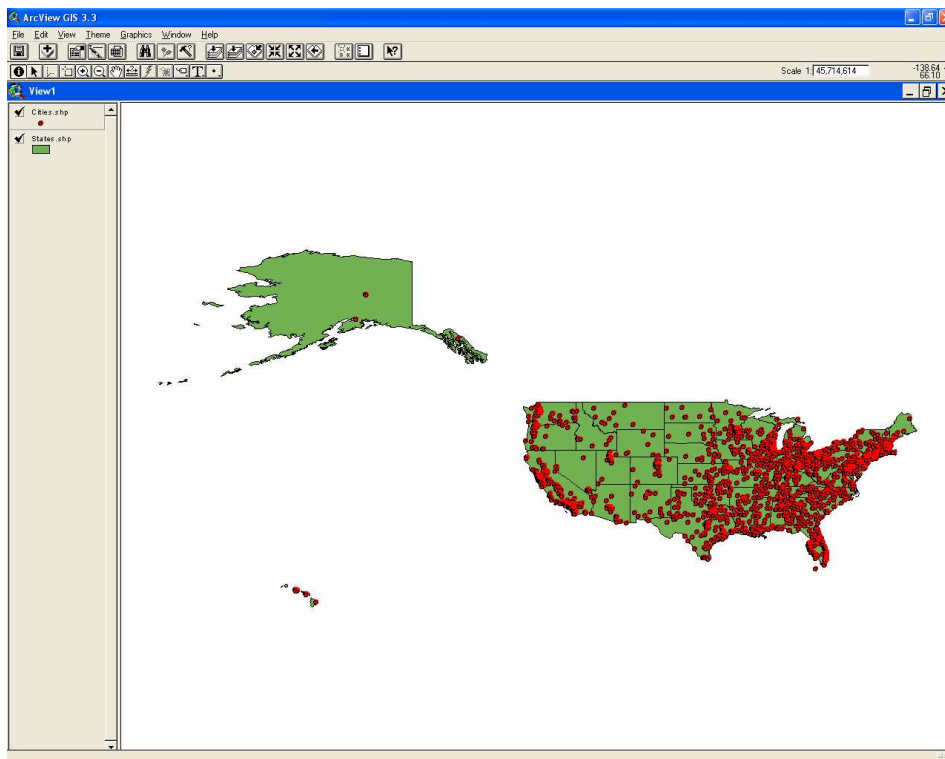 ArcView GIS 3.3
File Edit View Theme Graphics Window Help
Scale 1: 45,714,614
-138.64
66.10
View1
Cities.shp
States.shp